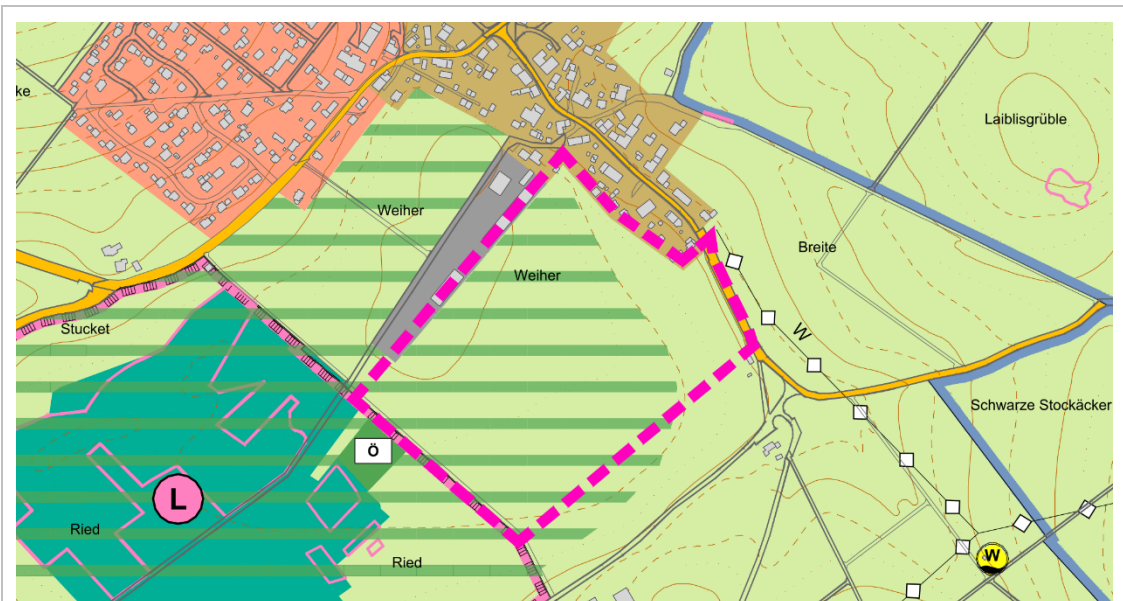 ke
Laiblisgrüble
Weiher
Breite
Weiher
Stucket
W
Schwarze Stockäcker
Ö
L
Ried
Ried
W